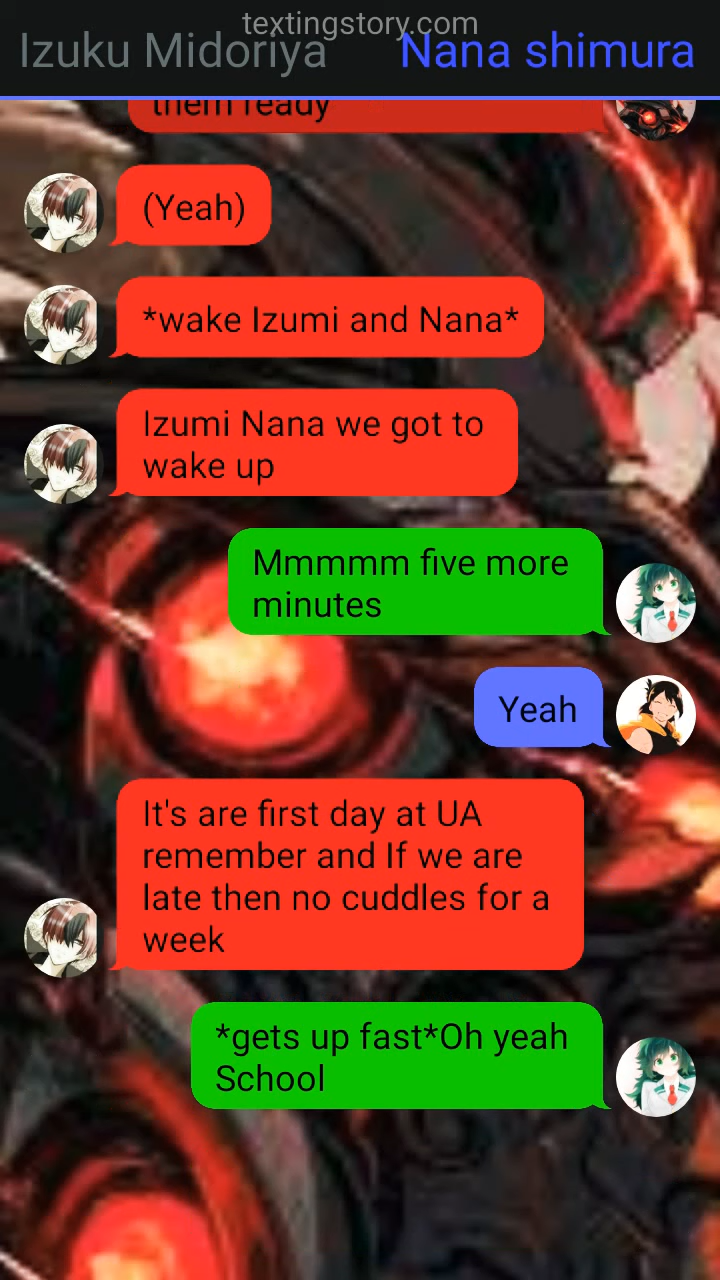 textingstory.com
Izuku Midoriya Nana shimura
them ready
(Yeah)
*wake Izumi and Nana*
Izumi Nana we got to
wake up
Mmmmm five more
minutes
Yeah
It's are first day at UA
remember and If we are
late then no cuddles for a
week
*gets up fast*Oh yeah
School